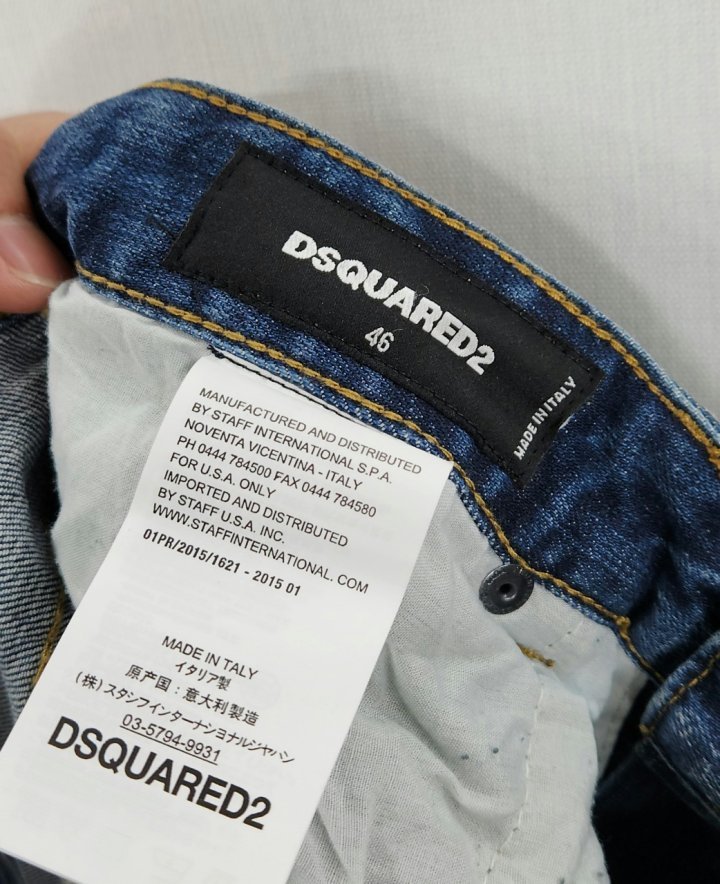 DSQUARED2
46
MADE IN ITALY
MANUFACTURED AND DISTRIBUTED
BY STAFF INTERNATIONAL S.P.A.
NOVENTA VICENTINA - ITALY
PH 0444 784500 FAX 0444 784580
FOR U.S.A. ONLY
IMPORTED AND DISTRIBUTED
BY STAFF U.S.A. INC.
WWW.STAFFINTERNATIONAL. COM
01PR/2015/1621 - 2015 01
MADE IN TALY
イタリア製
原产国 : 意大利製造
(株) スタッフインターナショナルジャパン
03-5794-9931
DSQUARED2